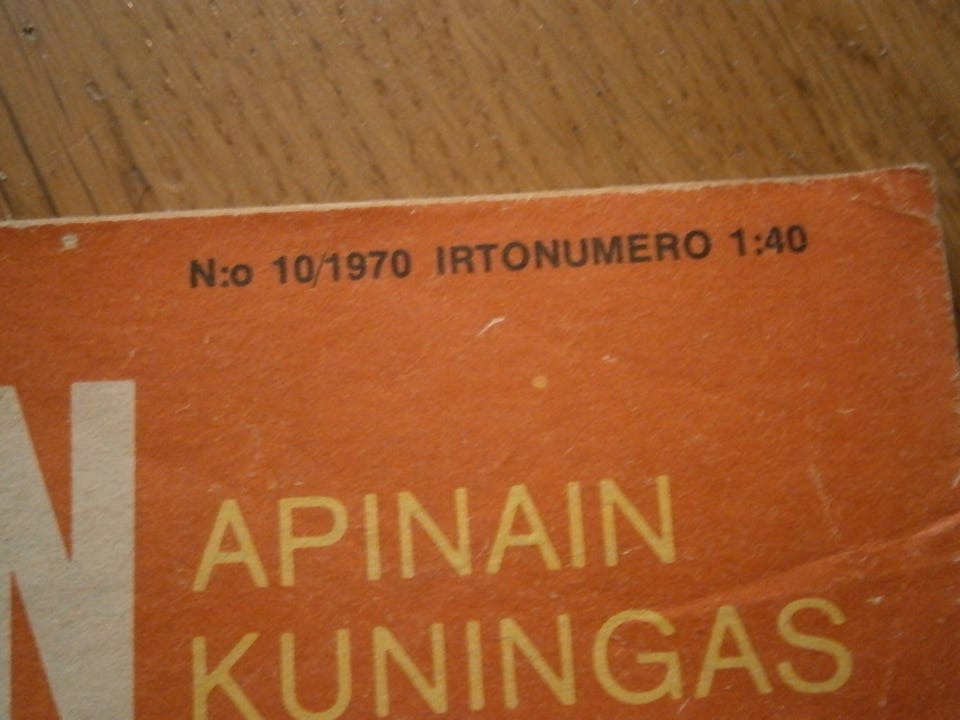 N:o 10/1970 IRTONUMERO 1:40
N
APINAIN
KUNINGAS